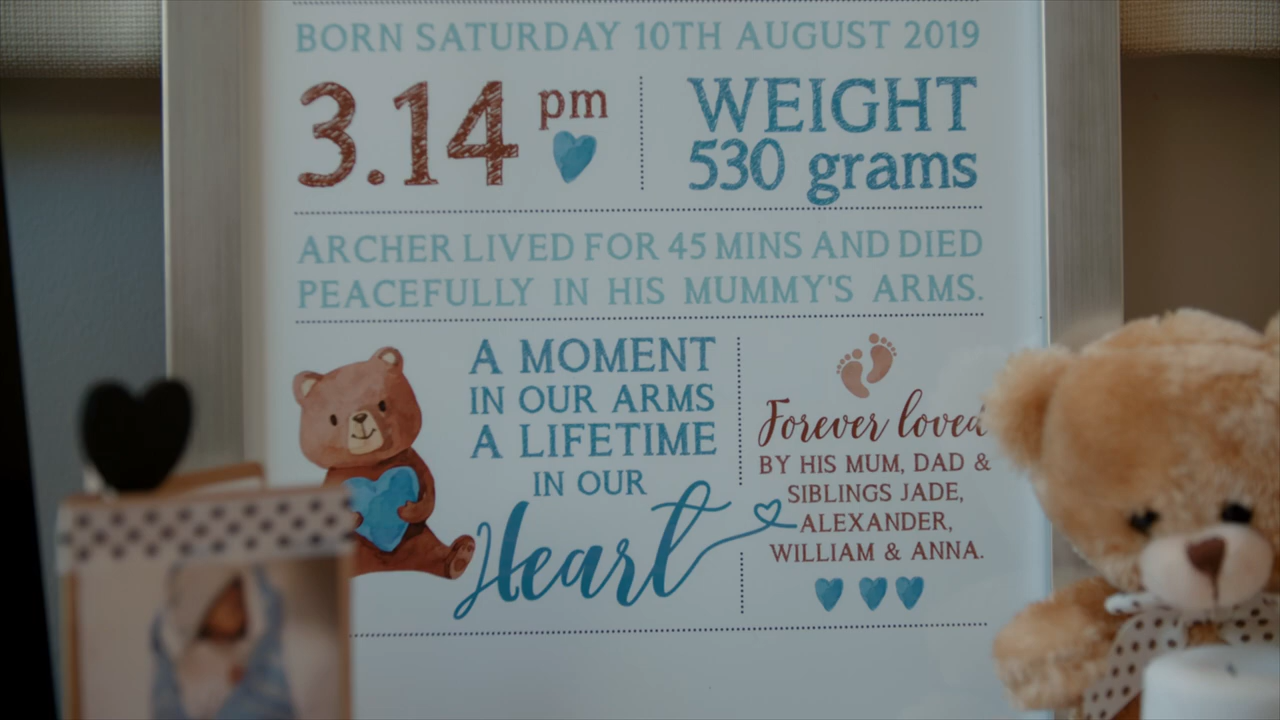 BORN SATURDAY 10TH AUGUST 2019
3.14 pm
WEIGHT
530 grams
ARCHER LIVED FOR 45 MINS AND DIED
PEACEFULLY IN HIS MUMMY'S ARMS.
A MOMENT
IN OUR ARMS
A LIFETIME
IN OUR
Heart
Forever loved
BY HIS MUM, DAD &
SIBLINGS JADE,
ALEXANDER,
WILLIAM & ANNA.